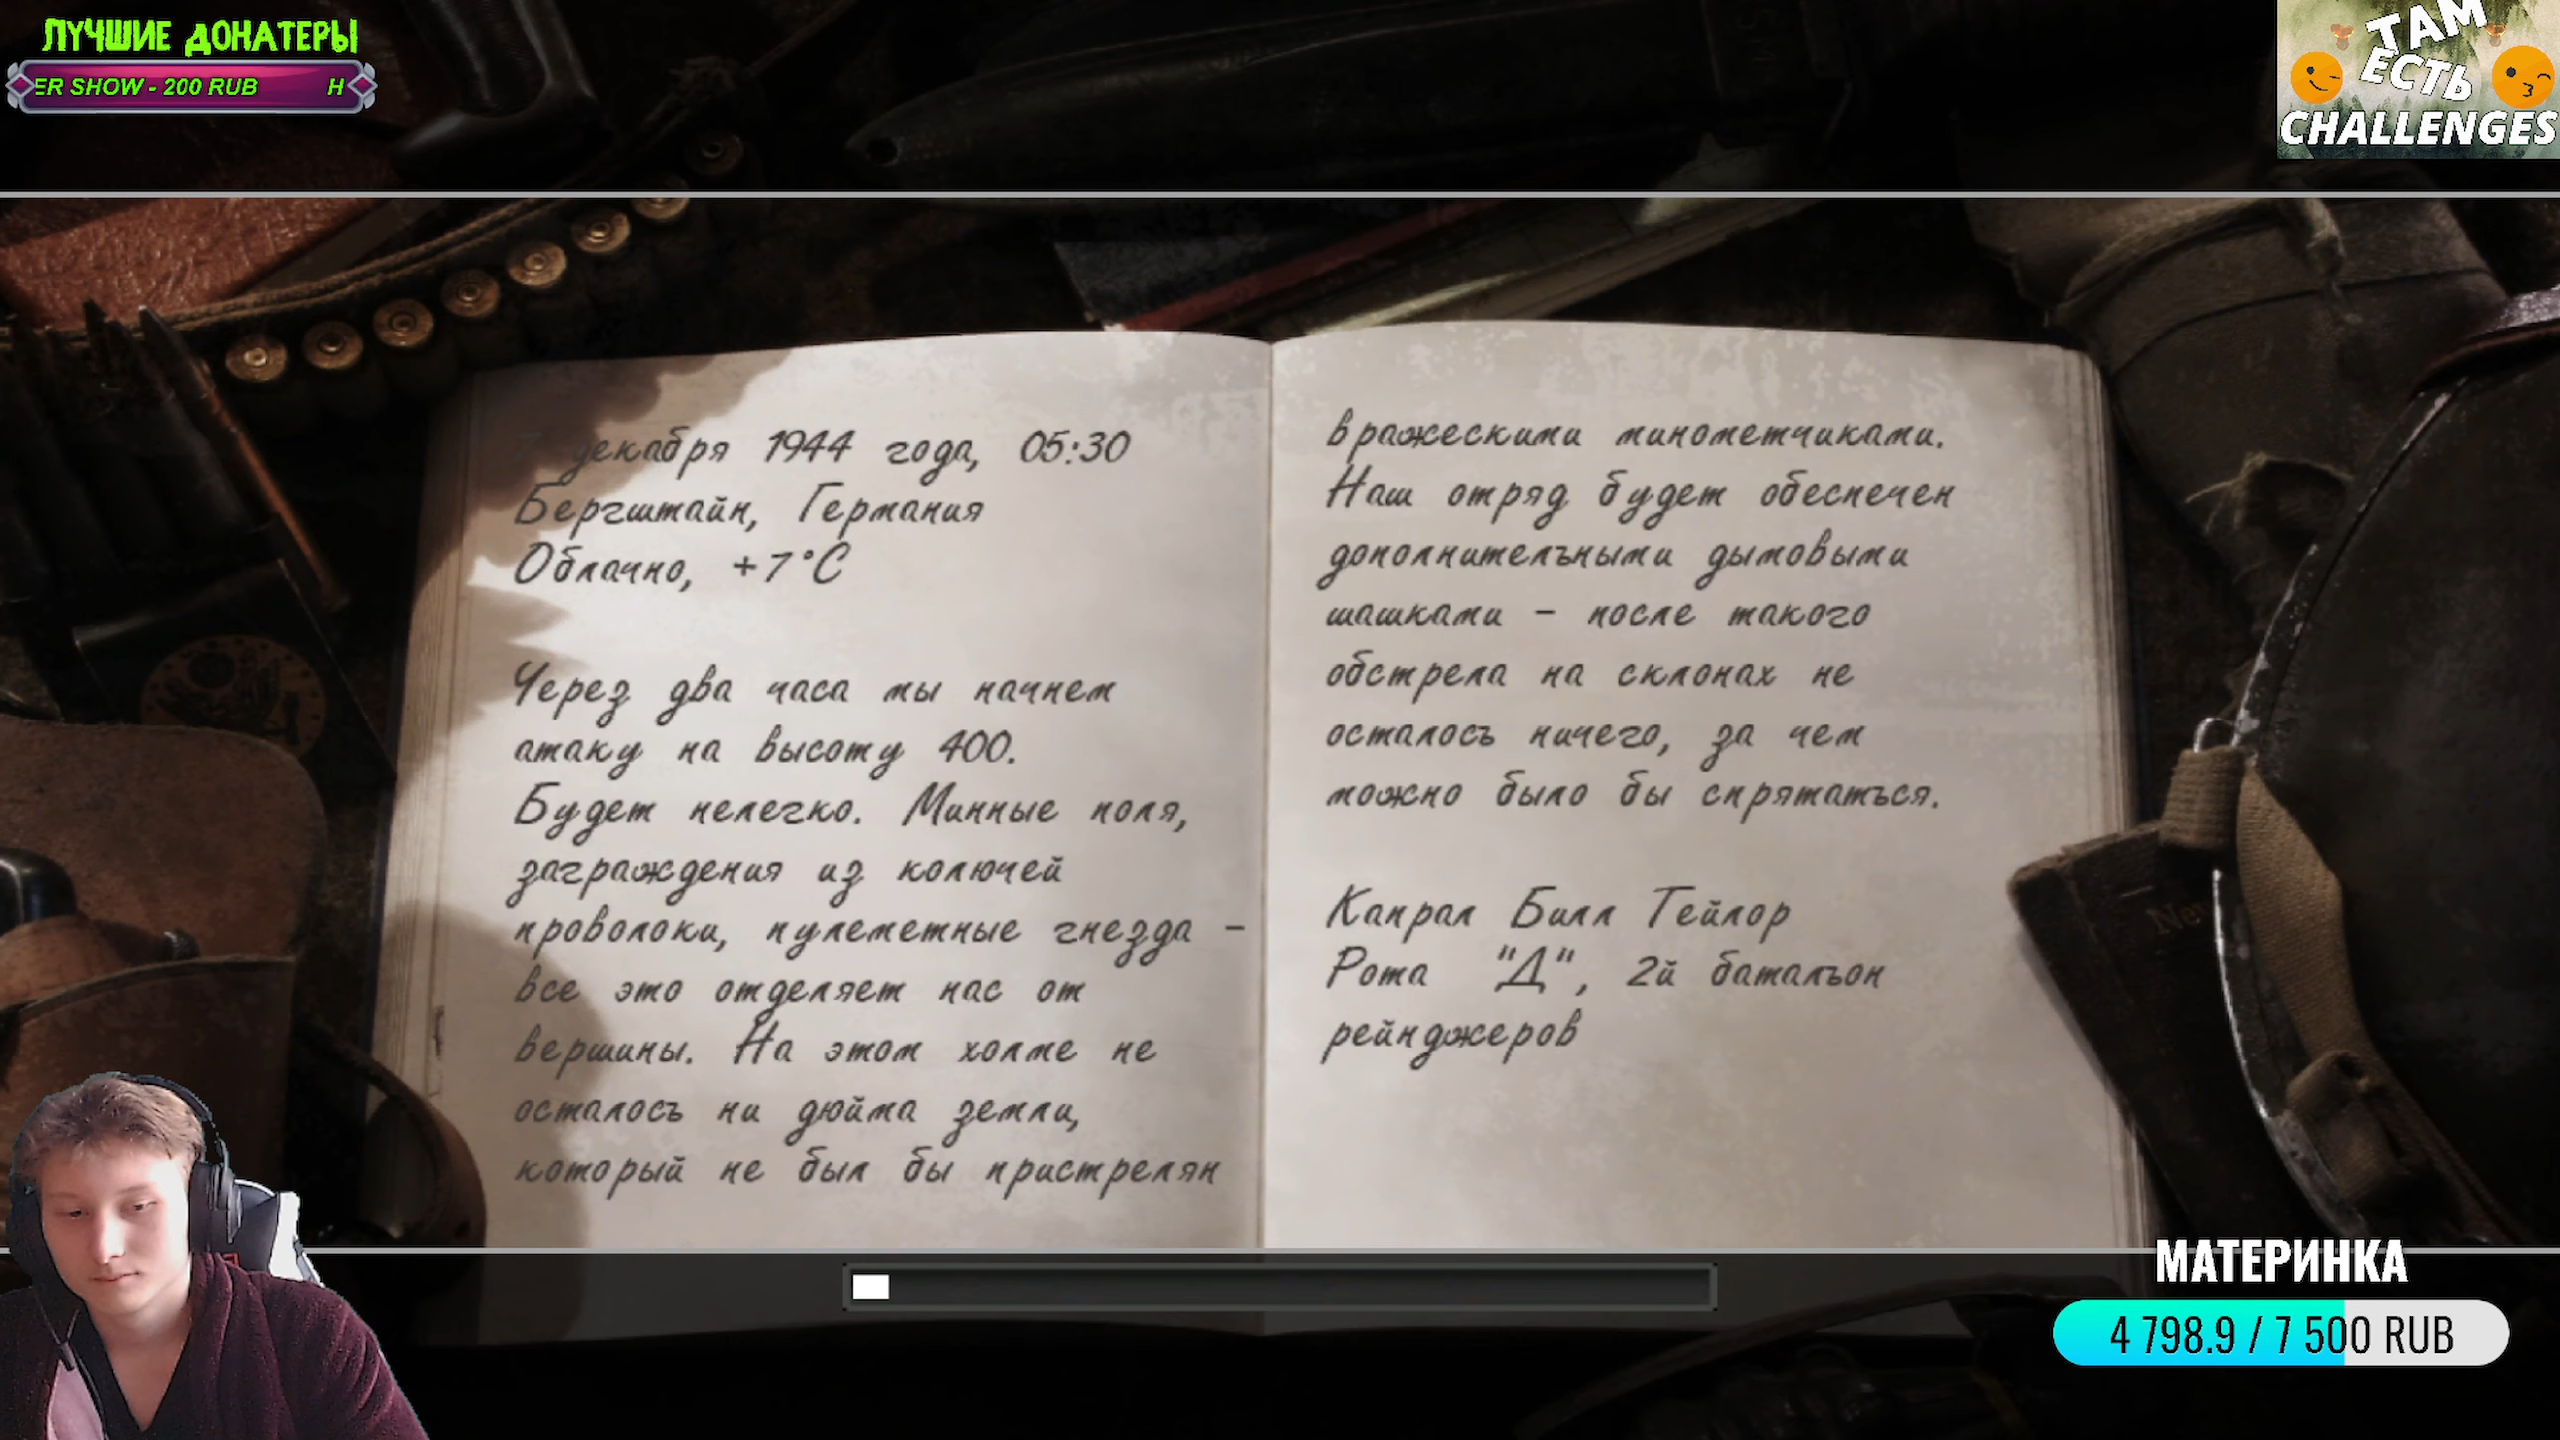 ЛУЧШИЕ ДОНАТЕРЫ
ER SHOW - 200 RUB Н
ТАМ
ЕСТЬ
CHALLENGES
7 декабря 1944 года, 05:30
Бергштайн, Германия
Облачно, +7°C
Через два часа мы начнем
атаку на высоту 400.
Будет нелегко. Минные поля,
заграждения из колючей
проволоки, пулеметные гнезда -
все это отделяет нас от
вершины. На этом холме не
осталось ни дюйма земли,
который не был бы пристрелян
вражескими минометчиками.
Наш отряд будет обеспечен
дополнительными дымовыми
шашками - после такого
обстрела на склонах не
осталось ничего, за чем
можно было бы спрятаться.
Капрал Билл Тейлор
Рота "Д", 2й батальон
рейнджеров
МАТЕРИНКА
4 798.9 / 7 500 RUB